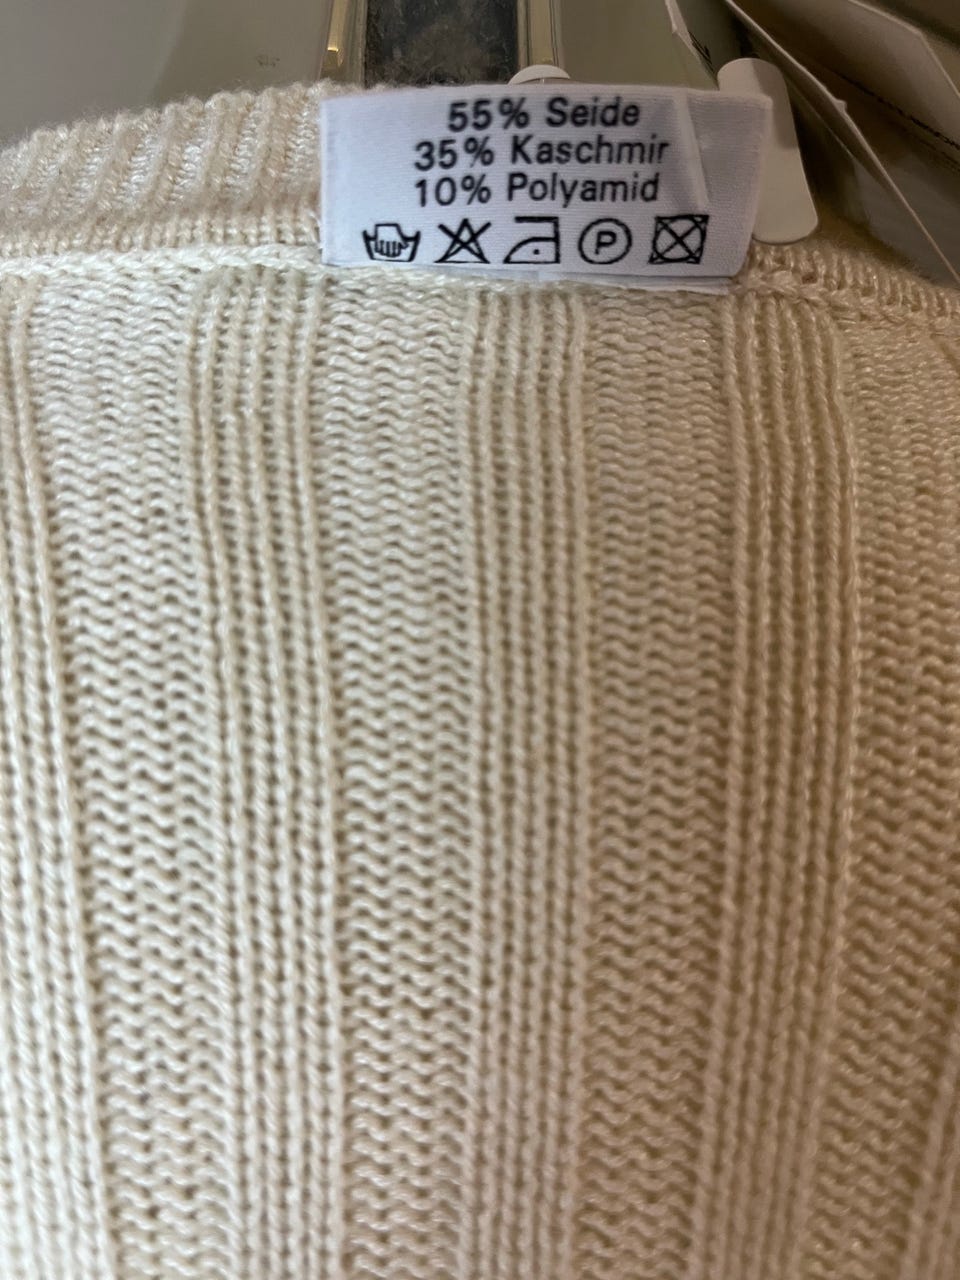 55% Seide
35% Kaschmir
10% Polyamid
P